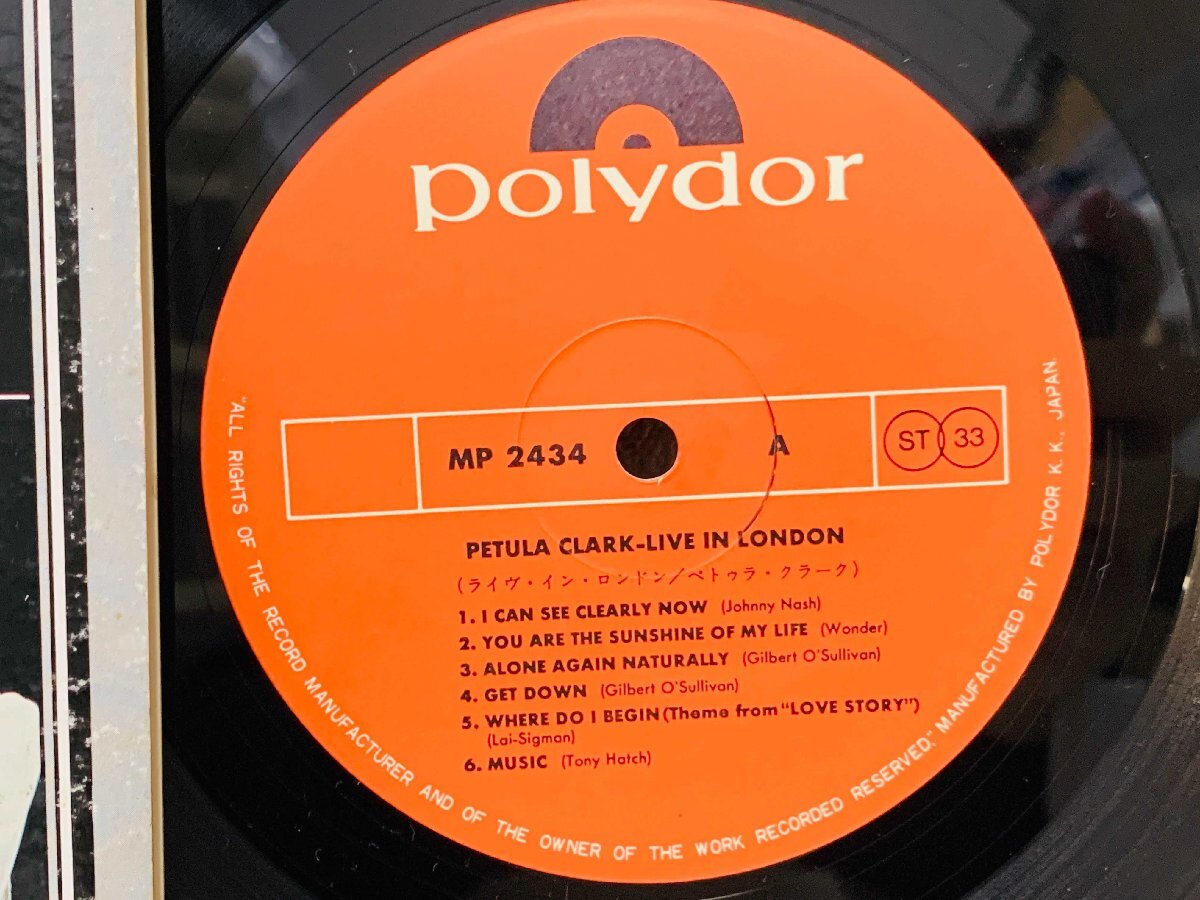 polydor
MP 2434 A ST 33
PETULA CLARK-LIVE IN LONDON
(ライヴ・イン・ロンドン/ペトゥラ・クラーク)
1. I CAN SEE CLEARLY NOW (Johnny Nash)
2. YOU ARE THE SUNSHINE OF MY LIFE (Wonder)
3. ALONE AGAIN NATURALLY (Gilbert O'Sullivan)
4. GET DOWN (Gilbert O'Sullivan)
5. WHERE DO I BEGIN (Theme from "LOVE STORY")
(Lai-Sigman)
6. MUSIC (Tony Hatch)
"ALL RIGHTS OF THE RECORD MANUFACTURER AND OF THE OWNER OF THE WORK RECORDED RESERVED." MANUFACTURED BY POLYDOR K. K., JAPAN